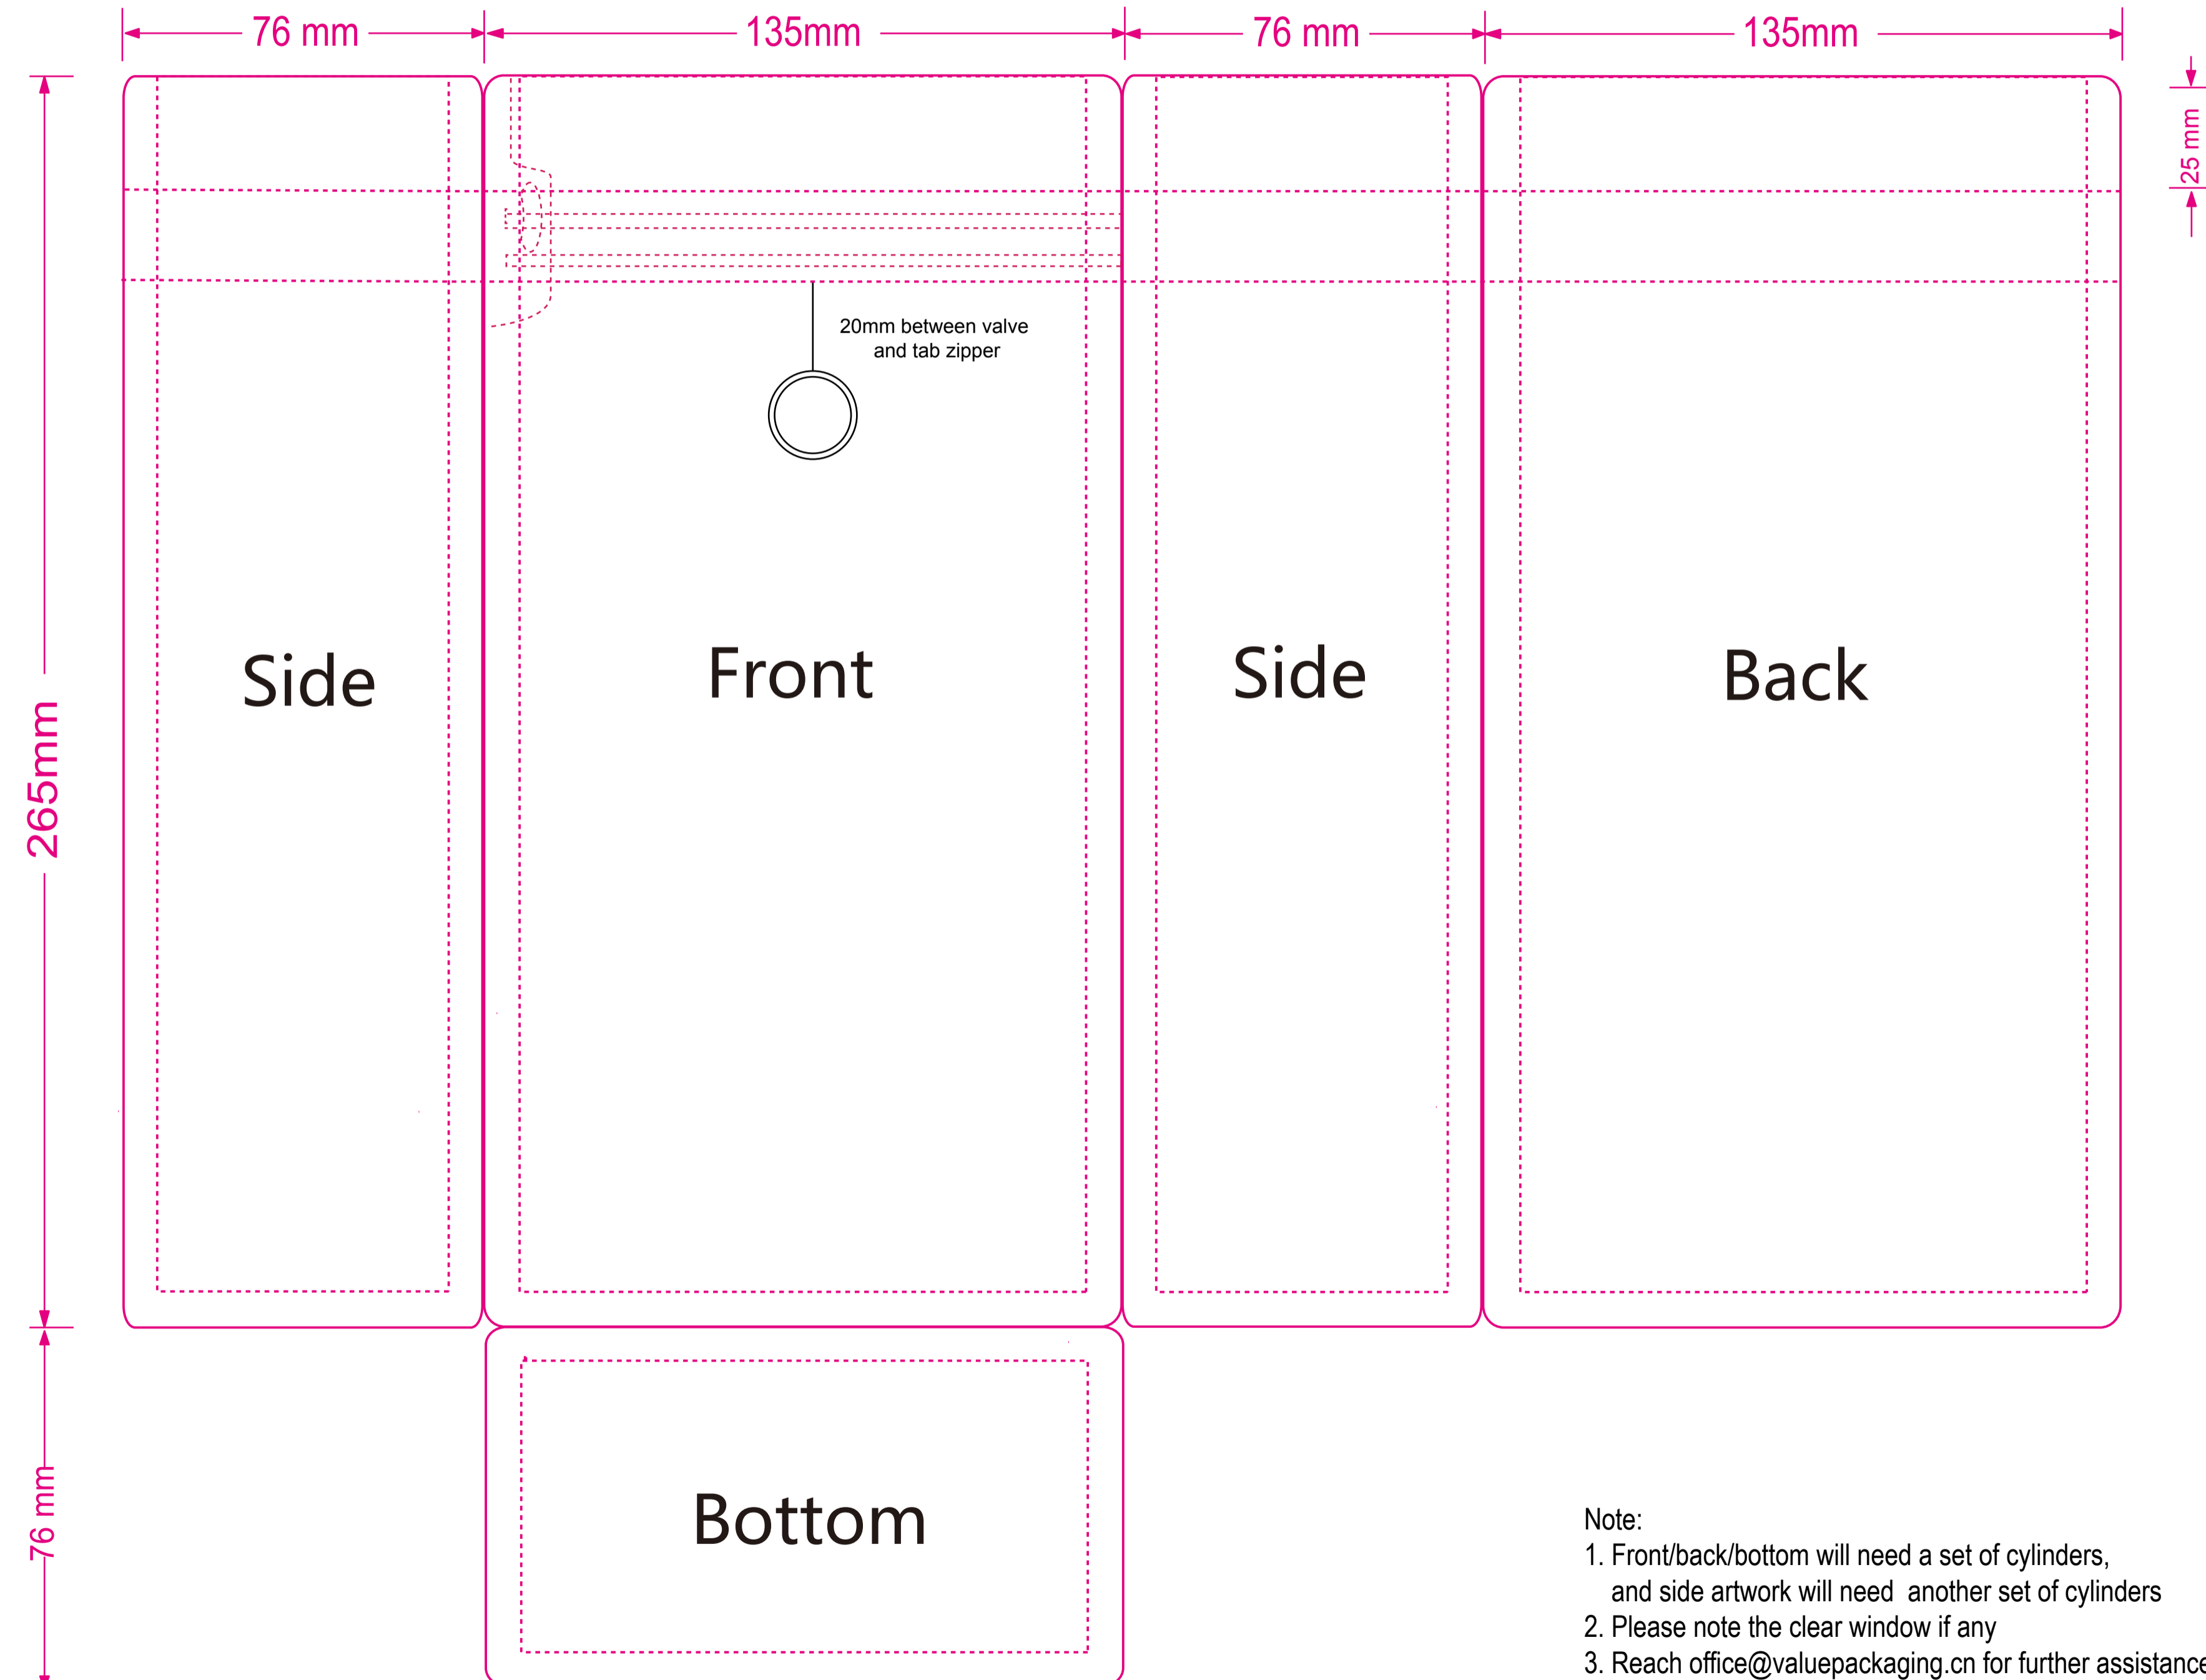 76 mm
135mm
76 mm
135mm
25 mm
20mm between valve
and tab zipper
265mm
Side
Front
Side
Back
76 mm
Bottom
Note:
1. Front/back/bottom will need a set of cylinders,
and side artwork will need another set of cylinders
2. Please note the clear window if any
3. Reach office@valuepackaging.cn for further assistance